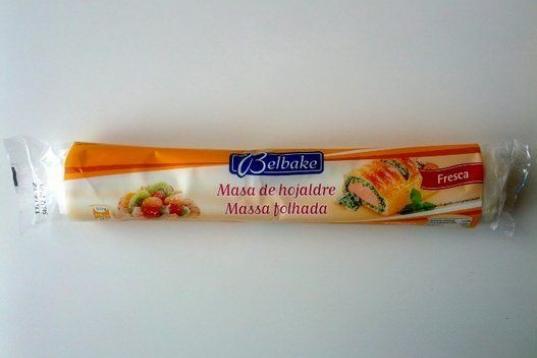 Belbake
Masa de hojaldre
Massa folhada
Fresca